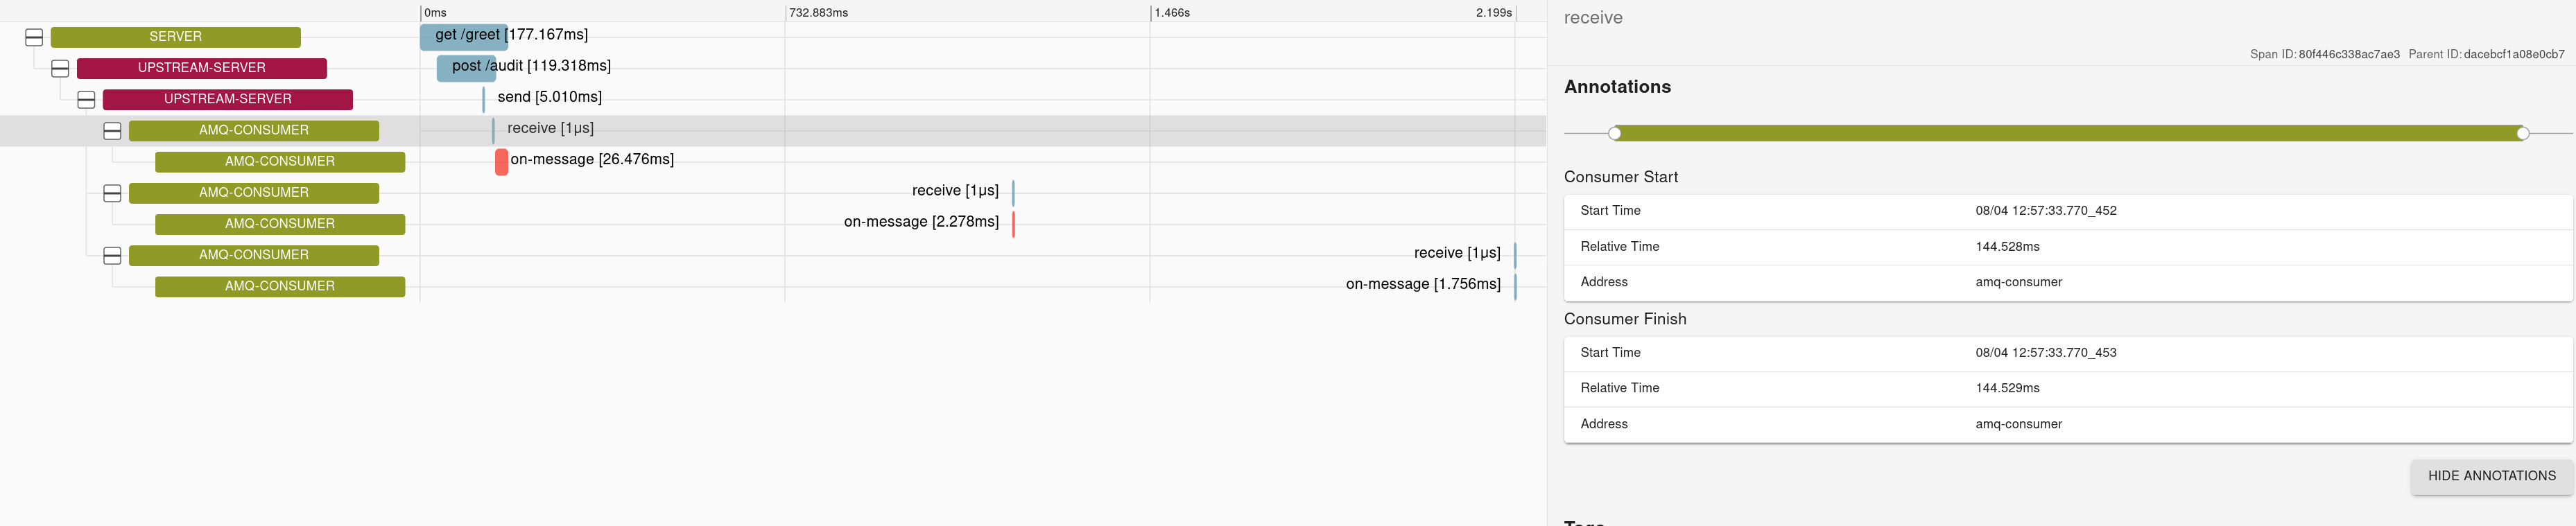 0ms 732.883ms 1.466s 2.199s
SERVER get /greet [177.167ms]
UPSTREAM-SERVER post /audit [119.318ms]
UPSTREAM-SERVER send [5.010ms]
AMQ-CONSUMER receive [1μs]
AMQ-CONSUMER on-message [26.476ms]
AMQ-CONSUMER receive [1μs]
AMQ-CONSUMER on-message [2.278ms]
AMQ-CONSUMER receive [1μs]
AMQ-CONSUMER on-message [1.756ms]
receive
Span ID: 80f446c338ac7ae3 Parent ID: dacebcf1a08e0cb7
Annotations
Consumer Start
Start Time 08/04 12:57:33.770_452
Relative Time 144.528ms
Address amq-consumer
Consumer Finish
Start Time 08/04 12:57:33.770_453
Relative Time 144.529ms
Address amq-consumer
HIDE ANNOTATIONS